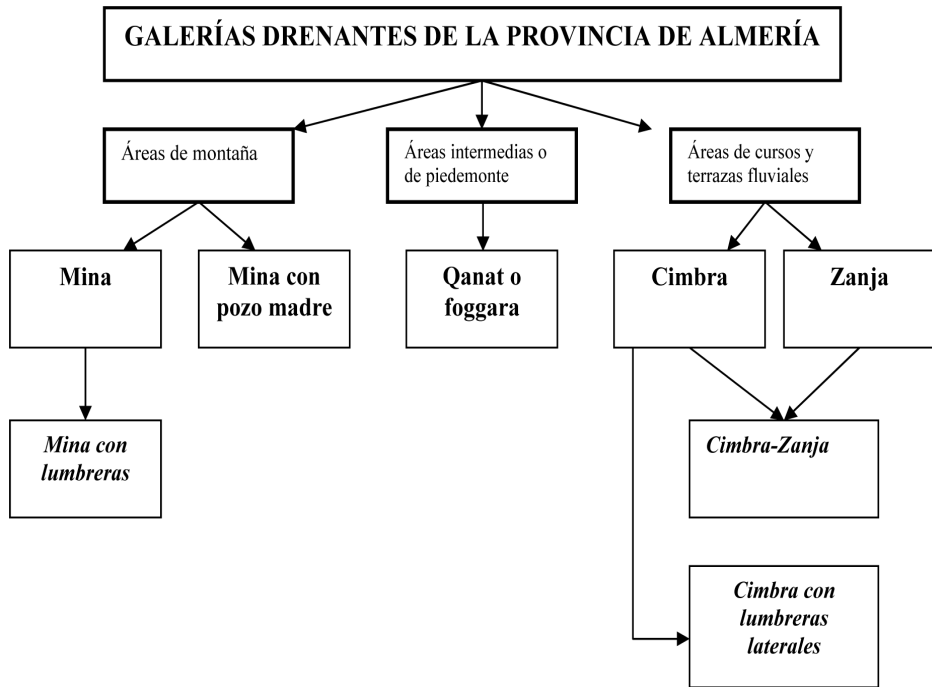 GALERÍAS DRENANTES DE LA PROVINCIA DE ALMERÍA
Áreas de montaña
Áreas intermedias o
de piedemonte
Áreas de cursos y
terrazas fluviales
Mina
Mina con
pozo madre
Qanat o
foggara
Cimbra
Zanja
Mina con
lumbreras
Cimbra-Zanja
Cimbra con
lumbreras
laterales